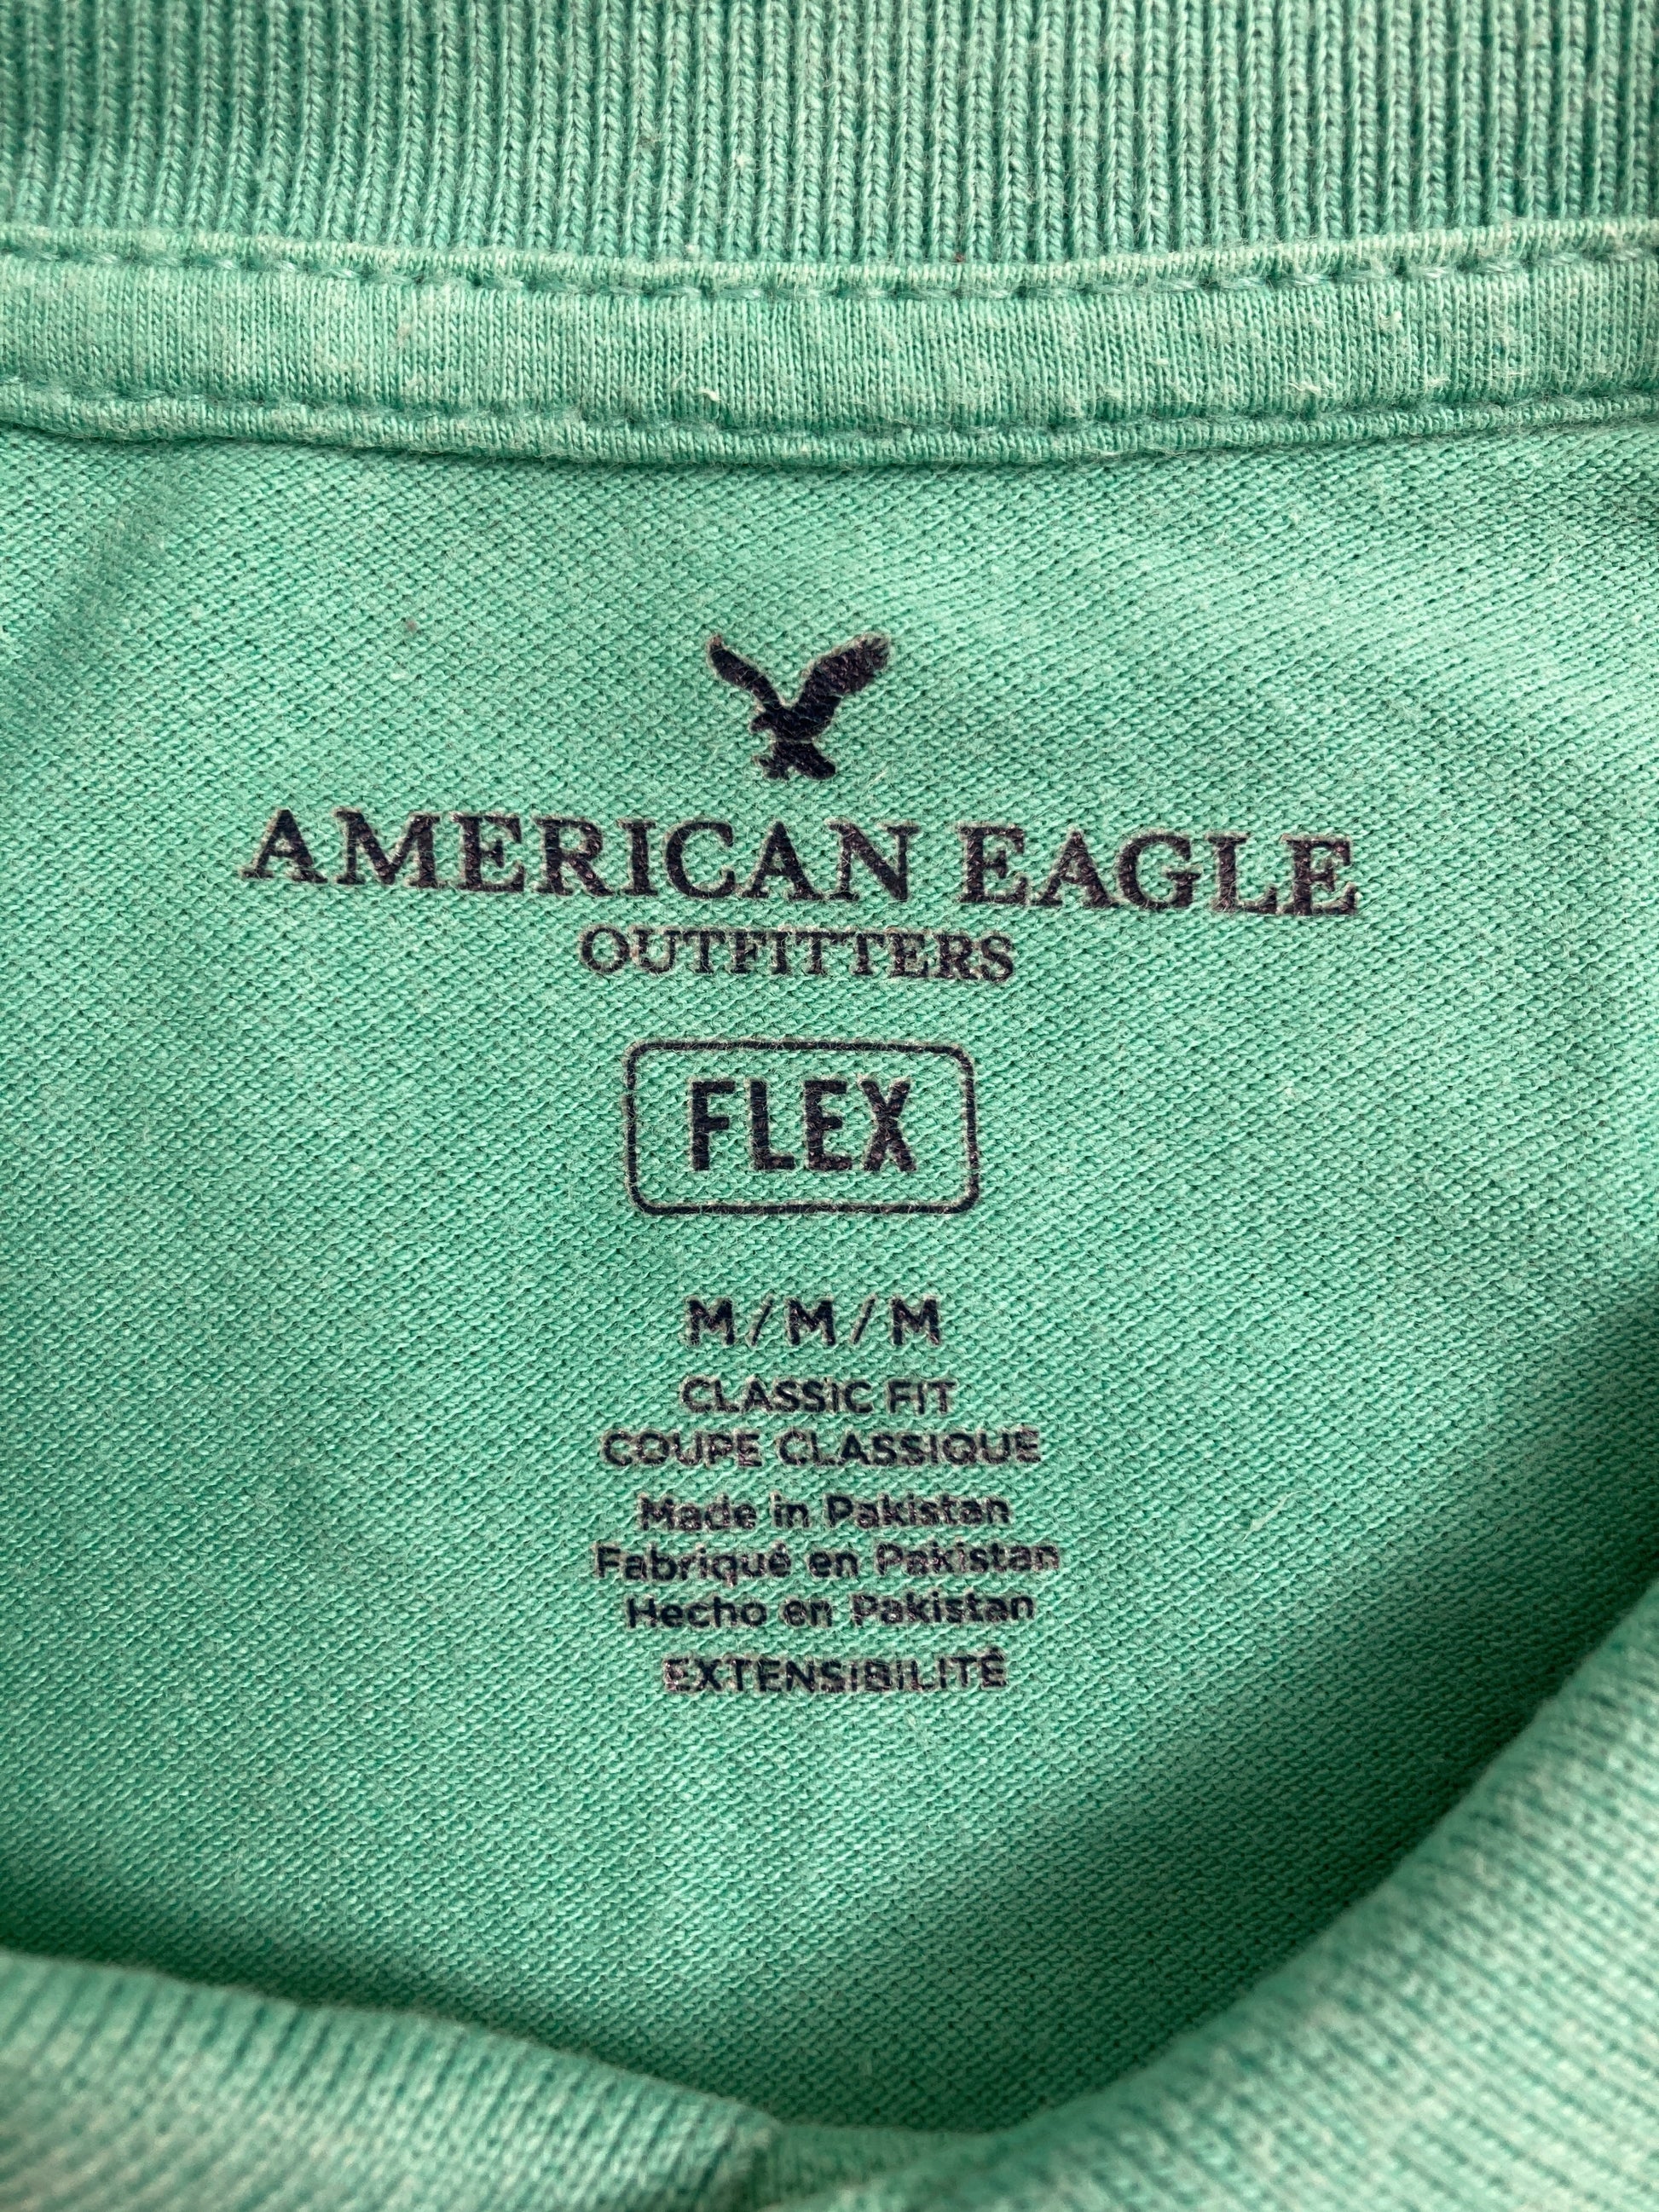 AMERICAN EAGLE
OUTFITTERS
FLEX
M/M/M
CLASSIC FIT
COUPE CLASSIQUE
Made in Pakistan
Fabriqué en Pakistan
Hecho en Pakistan
EXTENSIBILITÉ